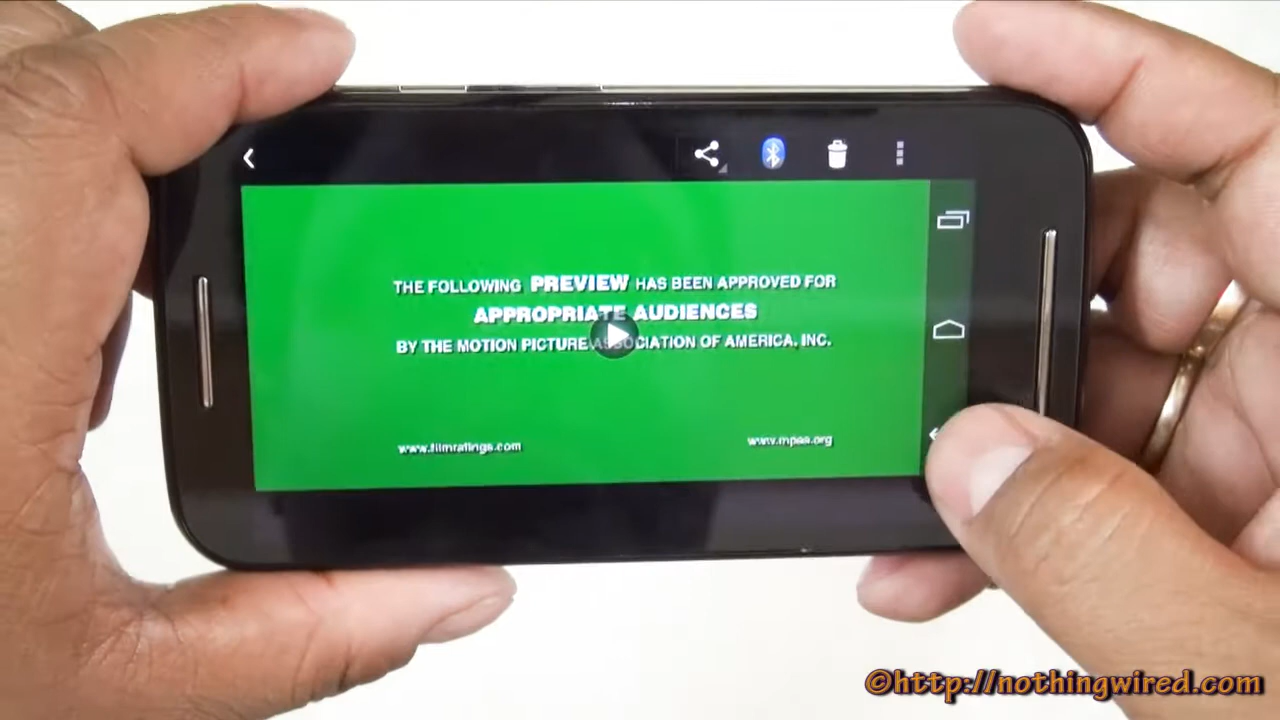 THE FOLLOWING PREVIEW HAS BEEN APPROVED FOR
APPROPRIATE AUDIENCES
BY THE MOTION PICTURE ASSOCIATION OF AMERICA, INC.
www.filmratings.com www.mpaa.org
©http://nothingwired.com